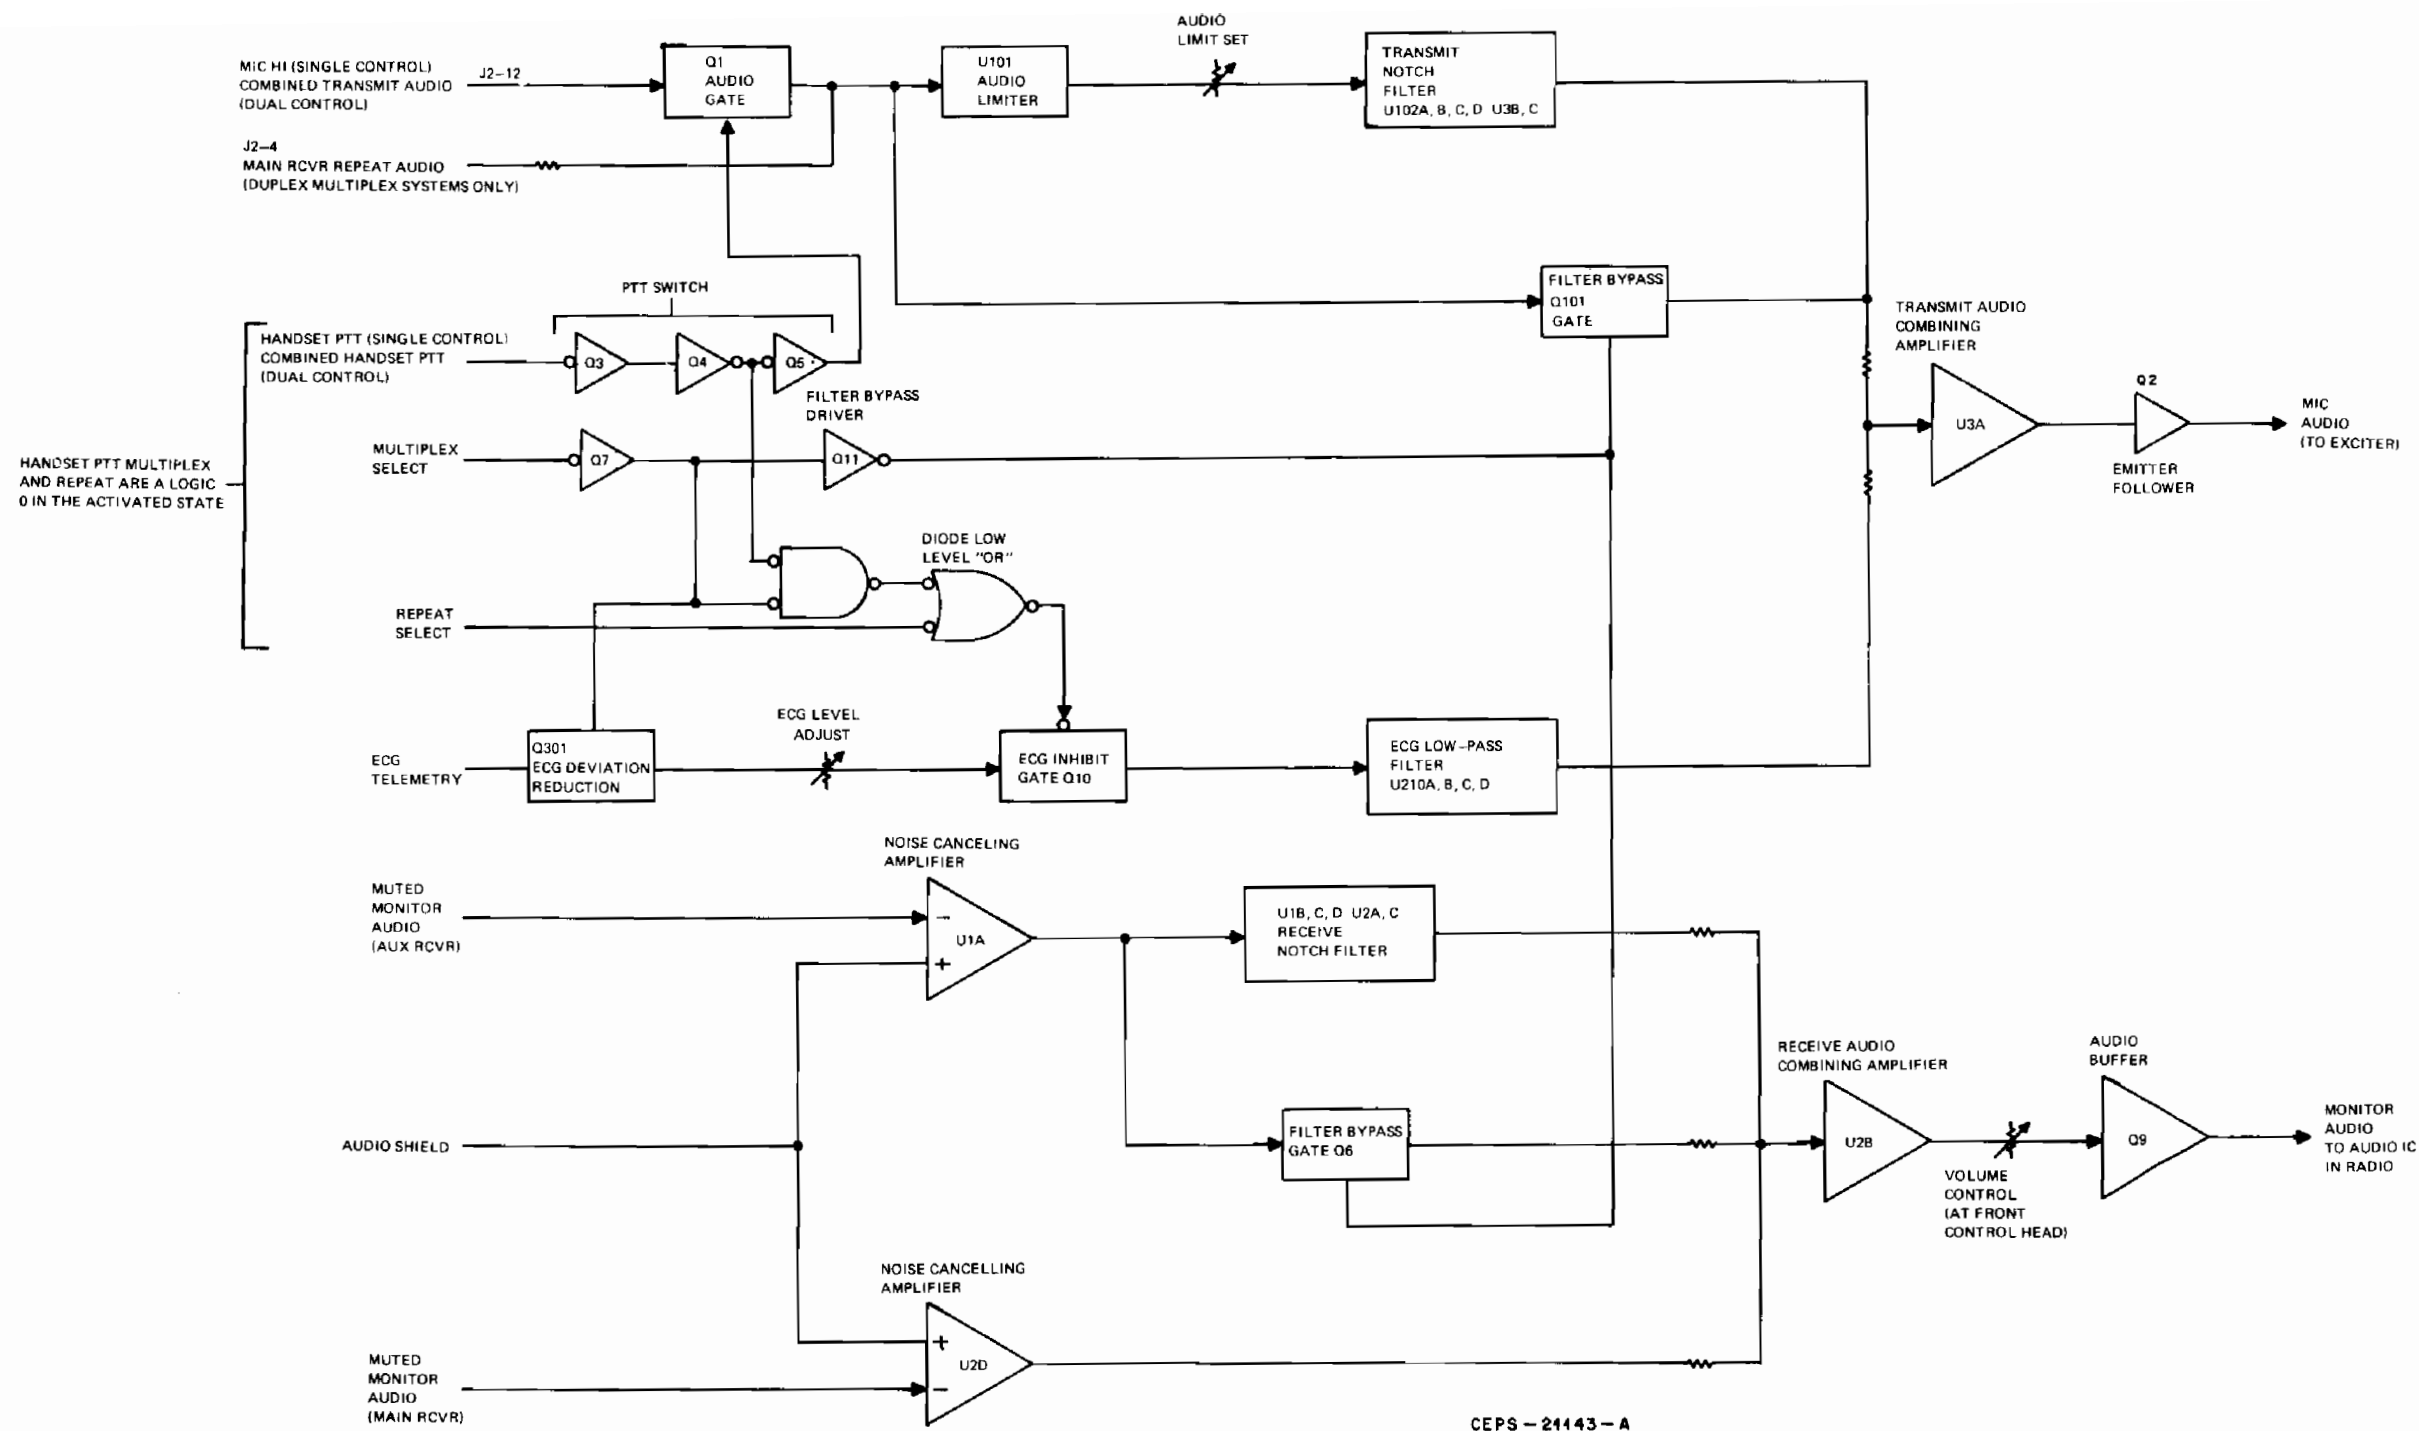 AUDIO
LIMIT SET
MIC HI (SINGLE CONTROL)
COMBINED TRANSMIT AUDIO
(DUAL CONTROL)
J2-12
Q1
AUDIO
GATE
U101
AUDIO
LIMITER
TRANSMIT
NOTCH
FILTER
U102A, B, C, D U3B, C
J2-4
MAIN RCVR REPEAT AUDIO
(DUPLEX MULTIPLEX SYSTEMS ONLY)
PTT SWITCH
FILTER BYPASS
Q101
GATE
HANDSET PTT (SINGLE CONTROL)
COMBINED HANDSET PTT
(DUAL CONTROL)
Q3
Q4
Q5
TRANSMIT AUDIO
COMBINING
AMPLIFIER
U3A
Q2
EMITTER
FOLLOWER
MIC
AUDIO
(TO EXCITER)
FILTER BYPASS
DRIVER
MULTIPLEX
SELECT
Q7
Q11
HANDSET PTT MULTIPLEX
AND REPEAT ARE A LOGIC
0 IN THE ACTIVATED STATE
DIODE LOW
LEVEL "OR"
REPEAT
SELECT
ECG
TELEMETRY
Q301
ECG DEVIATION
REDUCTION
ECG LEVEL
ADJUST
ECG INHIBIT
GATE Q10
ECG LOW-PASS
FILTER
U210A, B, C, D
NOISE CANCELING
AMPLIFIER
MUTED
MONITOR
AUDIO
(AUX RCVR)
-
U1A
+
U1B, C, D U2A, C
RECEIVE
NOTCH FILTER
AUDIO SHIELD
FILTER BYPASS
GATE Q6
RECEIVE AUDIO
COMBINING AMPLIFIER
U2B
VOLUME
CONTROL
(AT FRONT
CONTROL HEAD)
AUDIO
BUFFER
Q9
MONITOR
AUDIO
TO AUDIO IC
IN RADIO
NOISE CANCELLING
AMPLIFIER
+
U2D
-
MUTED
MONITOR
AUDIO
(MAIN RCVR)
CEPS-21143-A